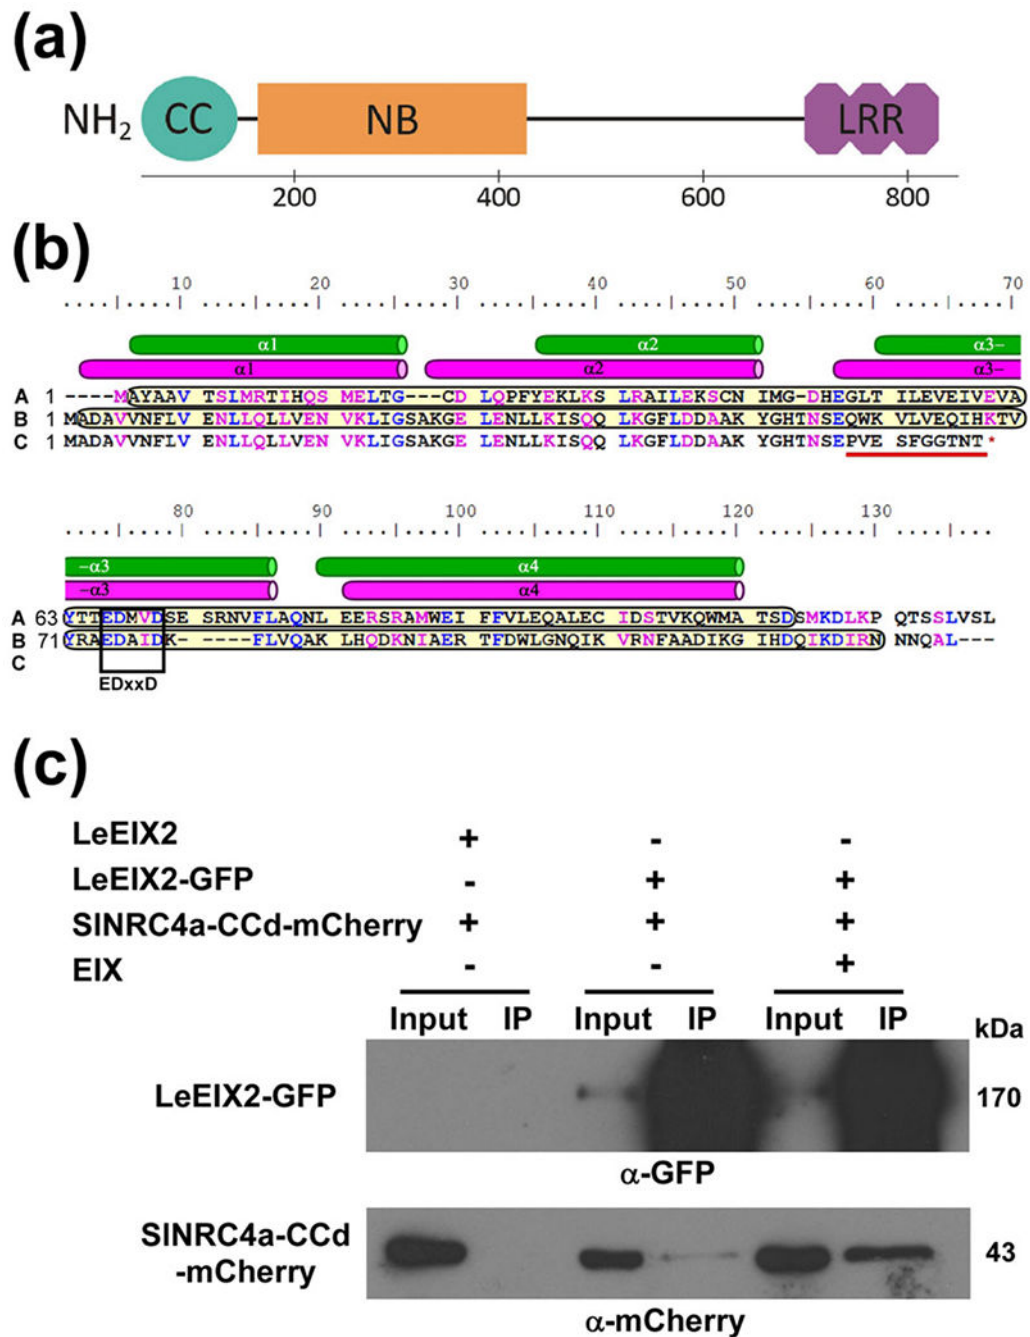 (a)
NH2 CC NB LRR
200 400 600 800
(b)
10 20 30 40 50 60 70
α1 α2 α3–
α1 α2 α3–
A 1 ----MAYAAV TSLMRTIHQS MELTG---CD LQPFYEKLKS LRAILEKSCN IMG-DHEGLT ILEVEIVEVA
B 1 MADAVVNFLV ENLLQLLVEN VKLIGSAKGE LENLLKISQQ LKGFLDDAAK YGHTNSEQWK VLVEQIHKTV
C 1 MADAVVNFLV ENLLQLLVEN VKLIGSAKGE LENLLKISQQ LKGFLDDAAK YGHTNSEPVE SFGGTNT*
80 90 100 110 120 130
–α3 α4
–α3 α4
A 63 YTTEDMVDSE SRNVFLAQNL EERSRAMWEI FFVLEQALEC IDSTVKQWMA TSDSMKDLKP QTSSLVSL
B 71 YRAEDAIDK- ----FLVQAK LHQDKNIAER TFDWLGNQIK VRNFAADIKG IHDQIKDIRN NNQAL---
C
EDxxD
(c)
LeEIX2 + - -
LeEIX2-GFP - + +
SlNRC4a-CCd-mCherry + + +
EIX - - +
Input IP Input IP Input IP kDa
LeEIX2-GFP 170
α-GFP
SlNRC4a-CCd
-mCherry 43
α-mCherry